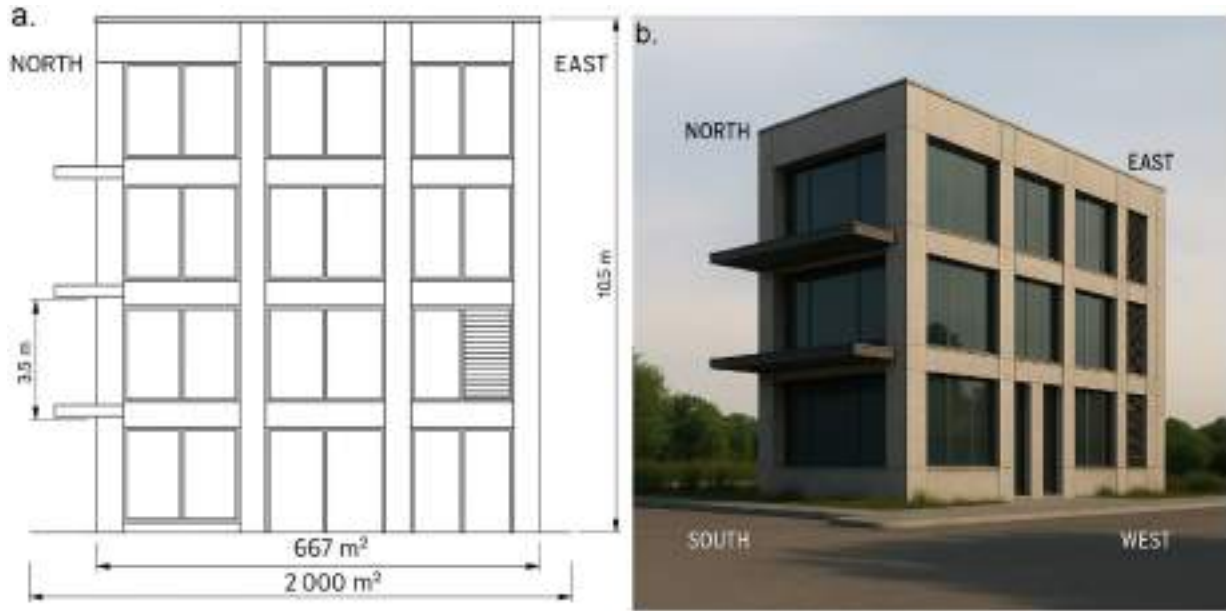 a.
NORTH
EAST
10.5 m
3.5 m
667 m²
2 000 m²
b.
NORTH
EAST
SOUTH
WEST